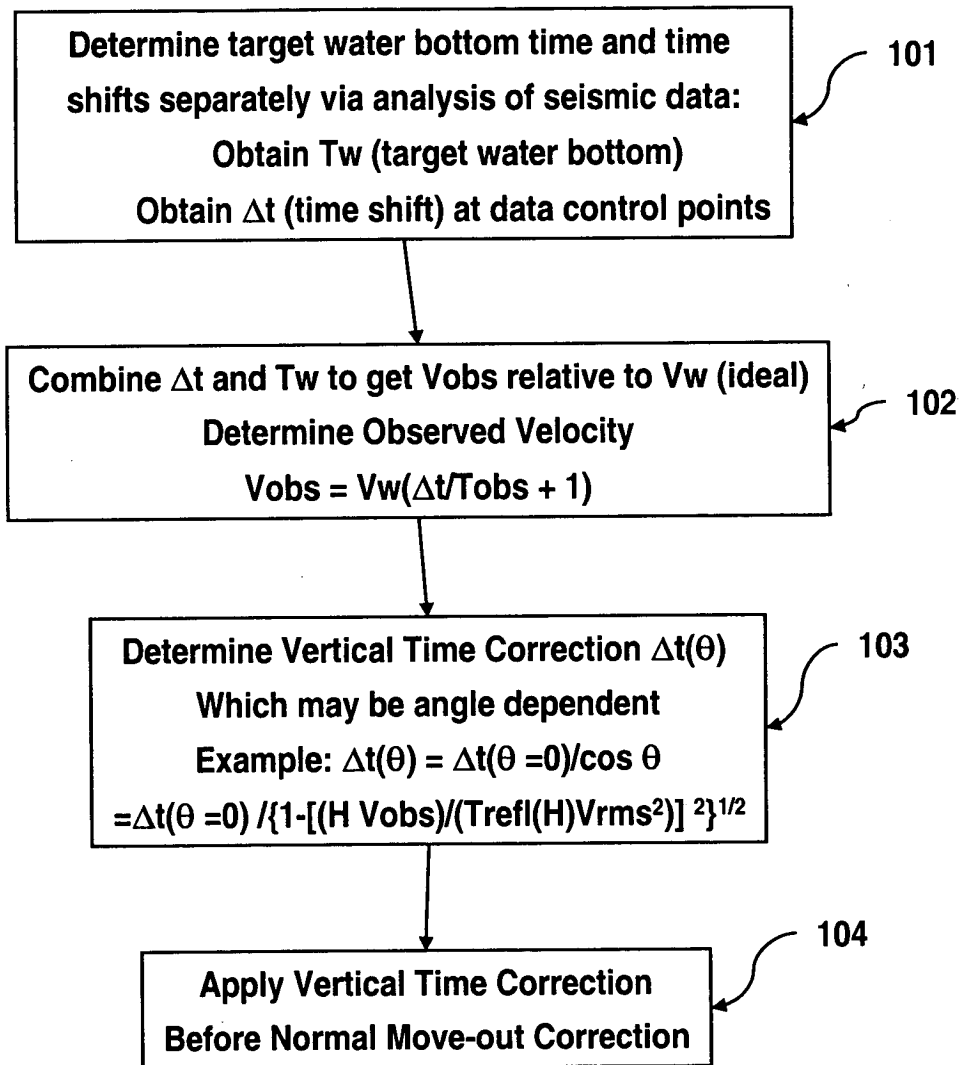 Determine target water bottom time and time
shifts separately via analysis of seismic data:
Obtain Tw (target water bottom)
Obtain Δt (time shift) at data control points
101
Combine Δt and Tw to get Vobs relative to Vw (ideal)
Determine Observed Velocity
Vobs = Vw(Δt/Tobs + 1)
102
Determine Vertical Time Correction Δt(θ)
Which may be angle dependent
Example: Δt(θ) = Δt(θ =0)/cos θ
=Δt(θ =0) /{1-[(H Vobs)/(Trefl(H)Vrms²)] ²}¹/²
103
Apply Vertical Time Correction
Before Normal Move-out Correction
104